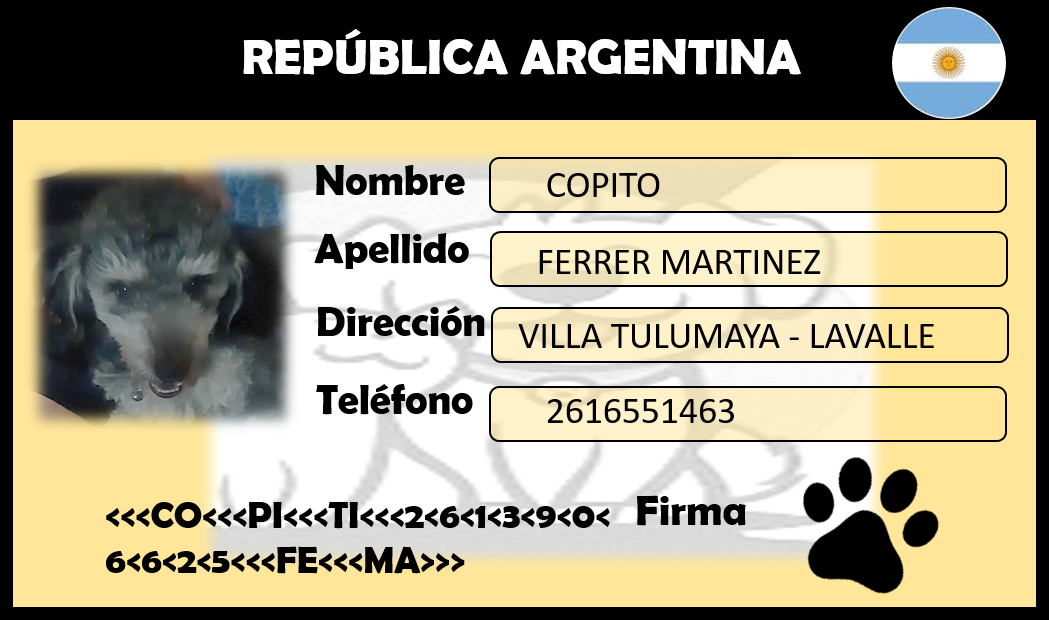 REPÚBLICA ARGENTINA
Nombre COPITO
Apellido FERRER MARTINEZ
Dirección VILLA TULUMAYA - LAVALLE
Teléfono 2616551463
<<<CO<<<PI<<<TI<<<2<6<1<3<9<0< Firma
6<6<2<5<<<FE<<<MA>>>